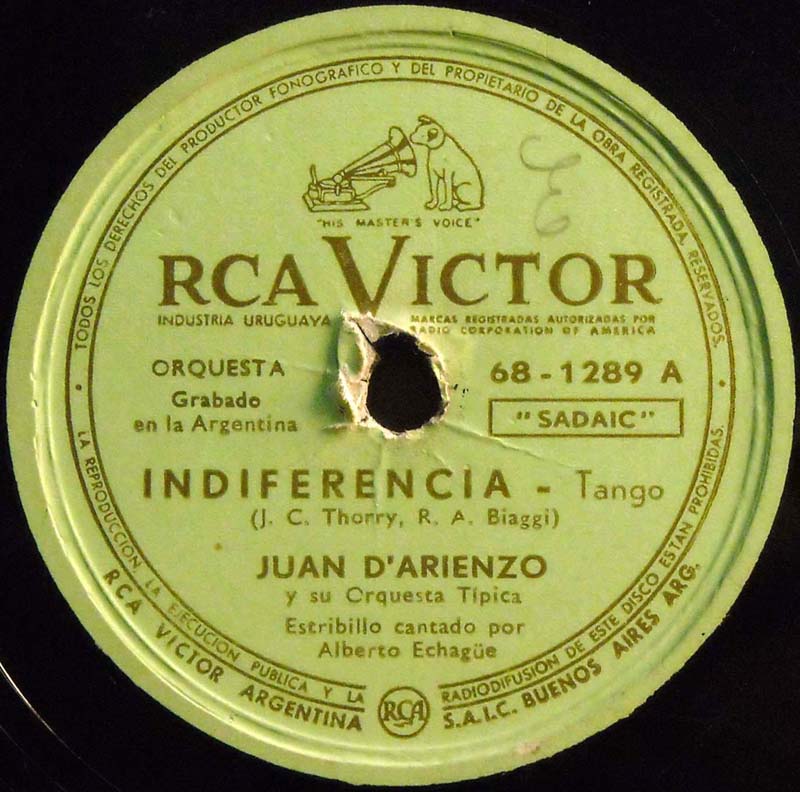 TODOS LOS DERECHOS DEL PRODUCTOR FONOGRAFICO Y DEL PROPIETARIO DE LA OBRA REGISTRADA, RESERVADOS.
"HIS MASTER'S VOICE"
RCA VICTOR
INDUSTRIA URUGUAYA
MARCAS REGISTRADAS AUTORIZADAS POR
RADIO CORPORATION OF AMERICA
ORQUESTA
Grabado
en la Argentina
68-1289 A
"SADAIC"
INDIFERENCIA - Tango
(J. C. Thorry, R. A. Biaggi)
JUAN D'ARIENZO
y su Orquesta Típica
Estribillo cantado por
Alberto Echagüe
LA REPRODUCCION, LA EJECUCION PUBLICA Y LA RADIODIFUSION DE ESTE DISCO ESTAN PROHIBIDAS.
RCA VICTOR ARGENTINA RCA S.A.I.C. BUENOS AIRES ARG.